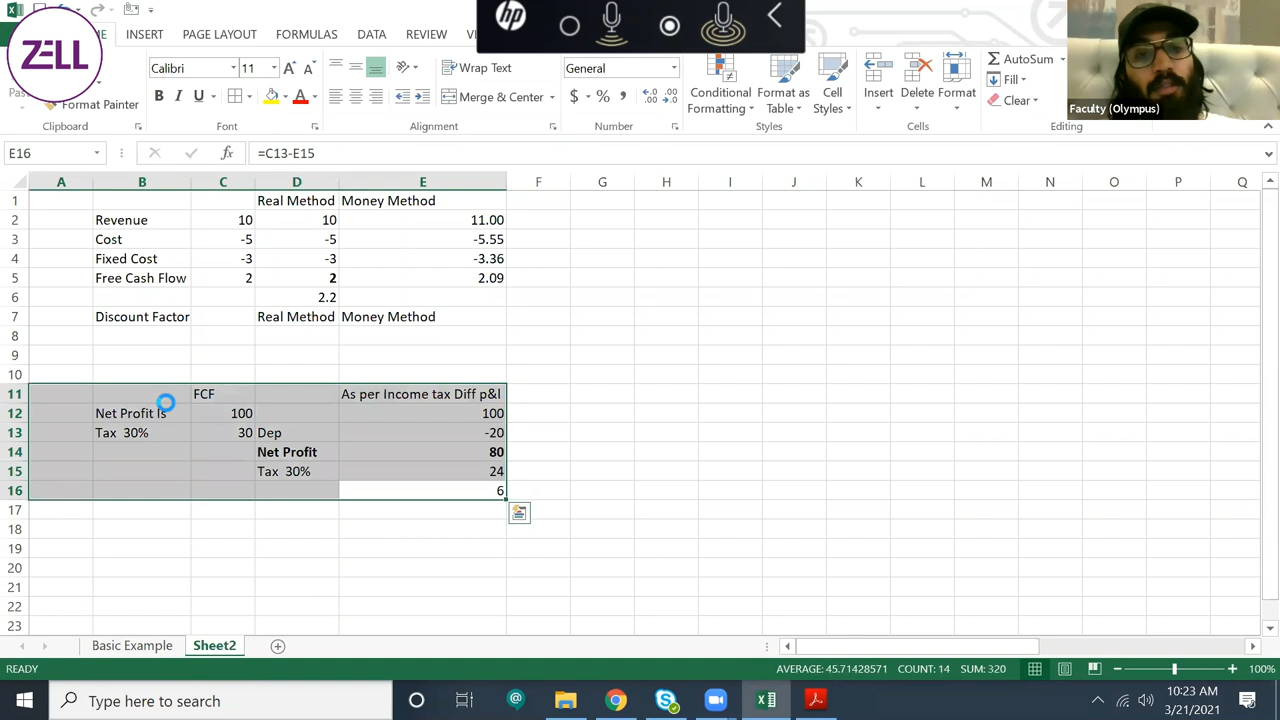 ZELL
hp
INSERT PAGE LAYOUT FORMULAS DATA REVIEW
Calibri 11 Wrap Text General AutoSum
Fill
Format Painter B I U A Merge & Center $ % , Conditional Formatting Format as Table Cell Styles Insert Delete Format Clear
Clipboard Font Alignment Number Styles Cells Editing
Faculty (Olympus)
E16 fx =C13-E15
A B C D E F G H I J K L M N O P Q
1 Real Method Money Method
2 Revenue 10 10 11.00
3 Cost -5 -5 -5.55
4 Fixed Cost -3 -3 -3.36
5 Free Cash Flow 2 2 2.09
6 2.2
7 Discount Factor Real Method Money Method
8
9
10
11 FCF As per Income tax Diff p&l
12 Net Profit Is 100 100
13 Tax 30% 30 Dep -20
14 Net Profit 80
15 Tax 30% 24
16 6
17
18
19
20
21
22
23
Basic Example Sheet2
READY AVERAGE: 45.71428571 COUNT: 14 SUM: 320 100%
Type here to search 10:23 AM
3/21/2021